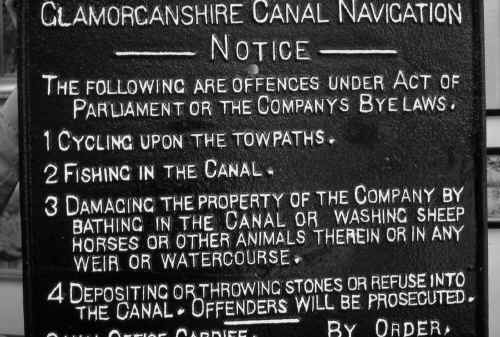 GLAMORGANSHIRE CANAL NAVIGATION
NOTICE
THE FOLLOWING ARE OFFENCES UNDER ACT OF
PARLIAMENT OR THE COMPANYS BYE LAWS.
1 CYCLING UPON THE TOWPATHS.
2 FISHING IN THE CANAL.
3 DAMAGING THE PROPERTY OF THE COMPANY BY
BATHING IN THE CANAL OR WASHING SHEEP
HORSES OR OTHER ANIMALS THEREIN OR IN ANY
WEIR OR WATERCOURSE.
4 DEPOSITING OR THROWING STONES OR REFUSE INTO
THE CANAL. OFFENDERS WILL BE PROSECUTED.
CANAL OFFICE CARDIFF. BY ORDER.